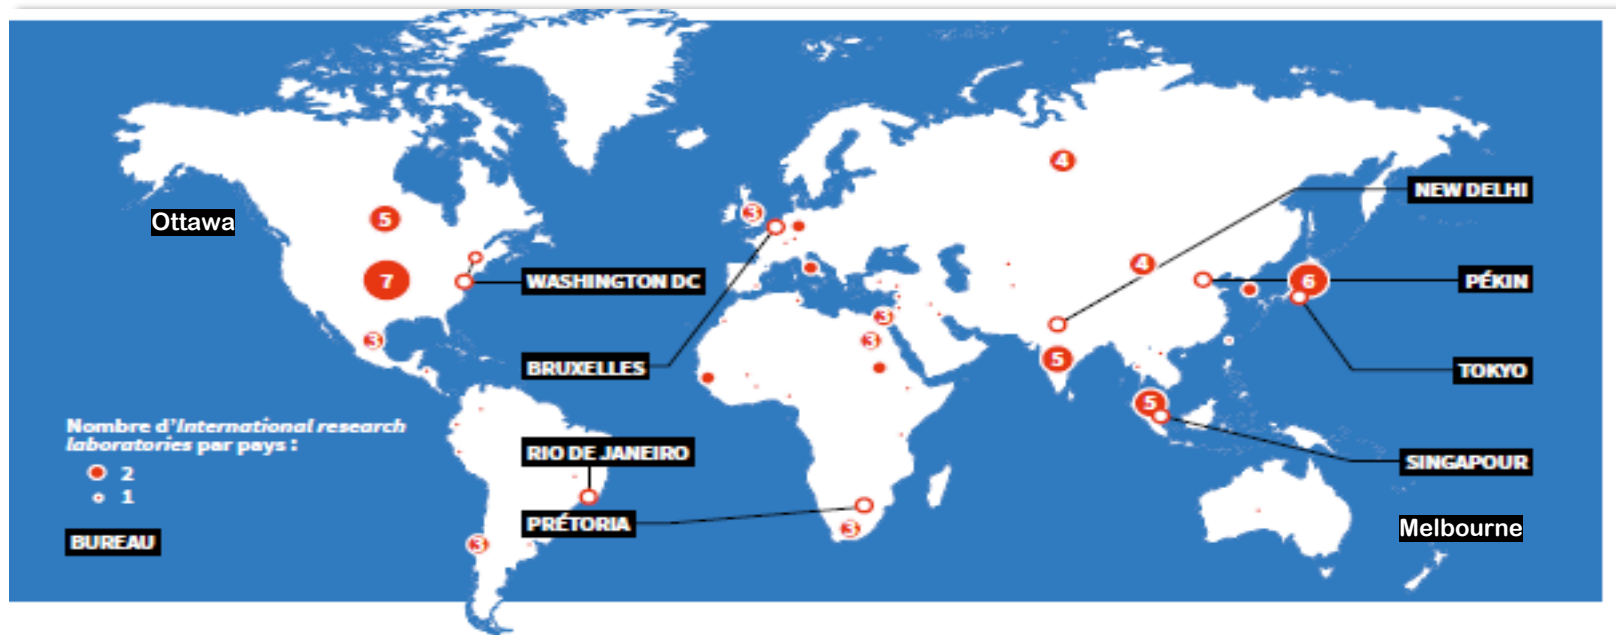 4
NEW DELHI
3
Ottawa
5
4
7
WASHINGTON DC
6
PÉKIN
3
3
3
BRUXELLES
5
TOKYO
5
Nombre d'International research
laboratories par pays :
2
1
RIO DE JANEIRO
SINGAPOUR
PRÉTORIA
3
Melbourne
BUREAU
3